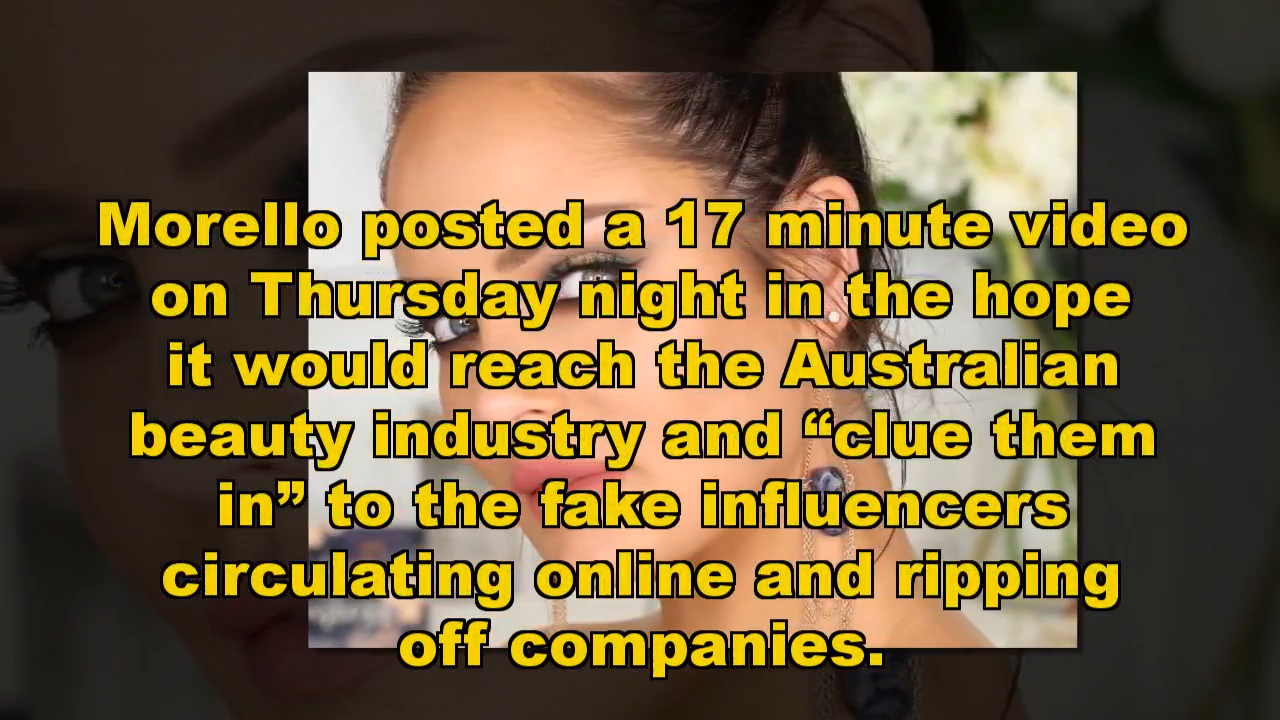 Morello posted a 17 minute video
on Thursday night in the hope
it would reach the Australian
beauty industry and “clue them
in” to the fake influencers
circulating online and ripping
off companies.